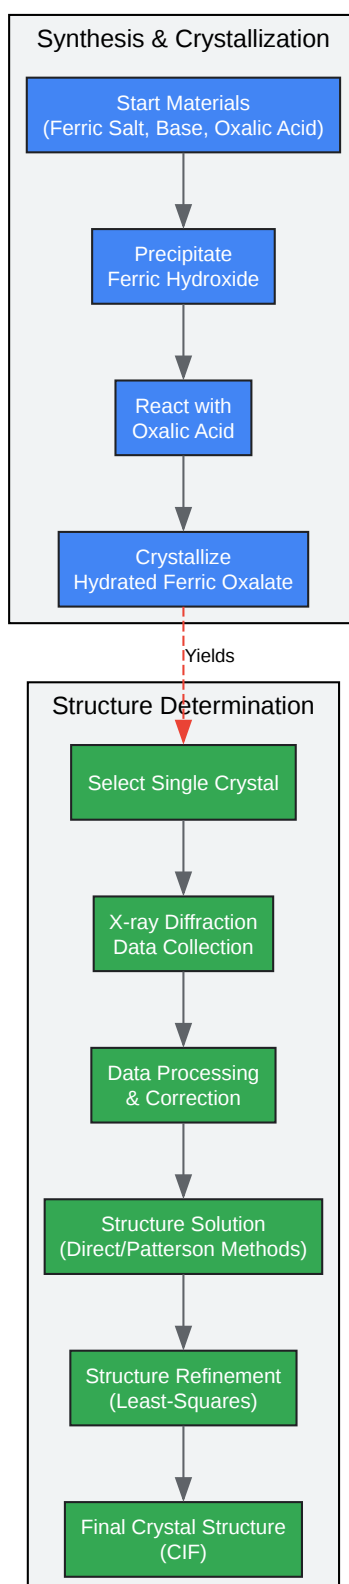 Synthesis & Crystallization
Start Materials
(Ferric Salt, Base, Oxalic Acid)
Precipitate
Ferric Hydroxide
React with
Oxalic Acid
Crystallize
Hydrated Ferric Oxalate
Yields
Structure Determination
Select Single Crystal
X-ray Diffraction
Data Collection
Data Processing
& Correction
Structure Solution
(Direct/Patterson Methods)
Structure Refinement
(Least-Squares)
Final Crystal Structure
(CIF)